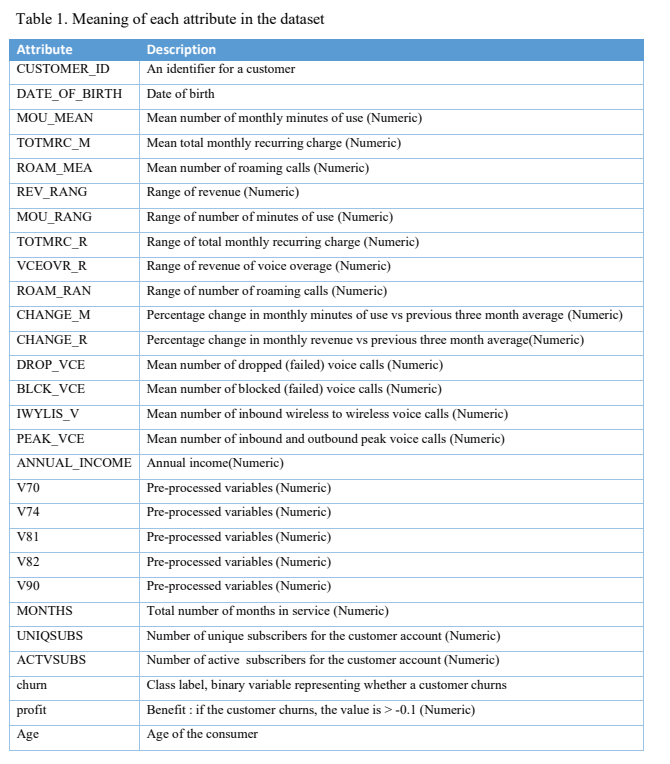 Table 1. Meaning of each attribute in the dataset
Attribute Description
CUSTOMER_ID An identifier for a customer
DATE_OF_BIRTH Date of birth
MOU_MEAN Mean number of monthly minutes of use (Numeric)
TOTMRC_M Mean total monthly recurring charge (Numeric)
ROAM_MEA Mean number of roaming calls (Numeric)
REV_RANG Range of revenue (Numeric)
MOU_RANG Range of number of minutes of use (Numeric)
TOTMRC_R Range of total monthly recurring charge (Numeric)
VCEOVR_R Range of revenue of voice overage (Numeric)
ROAM_RAN Range of number of roaming calls (Numeric)
CHANGE_M Percentage change in monthly minutes of use vs previous three month average (Numeric)
CHANGE_R Percentage change in monthly revenue vs previous three month average(Numeric)
DROP_VCE Mean number of dropped (failed) voice calls (Numeric)
BLCK_VCE Mean number of blocked (failed) voice calls (Numeric)
IWYLIS_V Mean number of inbound wireless to wireless voice calls (Numeric)
PEAK_VCE Mean number of inbound and outbound peak voice calls (Numeric)
ANNUAL_INCOME Annual income(Numeric)
V70 Pre-processed variables (Numeric)
V74 Pre-processed variables (Numeric)
V81 Pre-processed variables (Numeric)
V82 Pre-processed variables (Numeric)
V90 Pre-processed variables (Numeric)
MONTHS Total number of months in service (Numeric)
UNIQSUBS Number of unique subscribers for the customer account (Numeric)
ACTVSUBS Number of active subscribers for the customer account (Numeric)
churn Class label, binary variable representing whether a customer churns
profit Benefit : if the customer churns, the value is > -0.1 (Numeric)
Age Age of the consumer